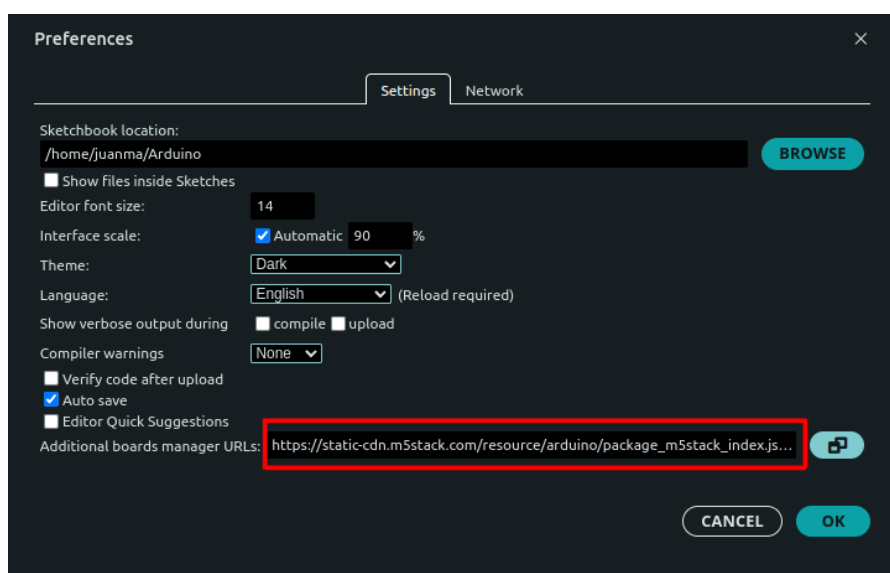 Preferences
Settings Network
Sketchbook location:
/home/juanma/Arduino BROWSE
Show files inside Sketches
Editor font size: 14
Interface scale: Automatic 90 %
Theme: Dark
Language: English (Reload required)
Show verbose output during compile upload
Compiler warnings None
Verify code after upload
Auto save
Editor Quick Suggestions
Additional boards manager URLs: https://static-cdn.m5stack.com/resource/arduino/package_m5stack_index.js...
CANCEL OK